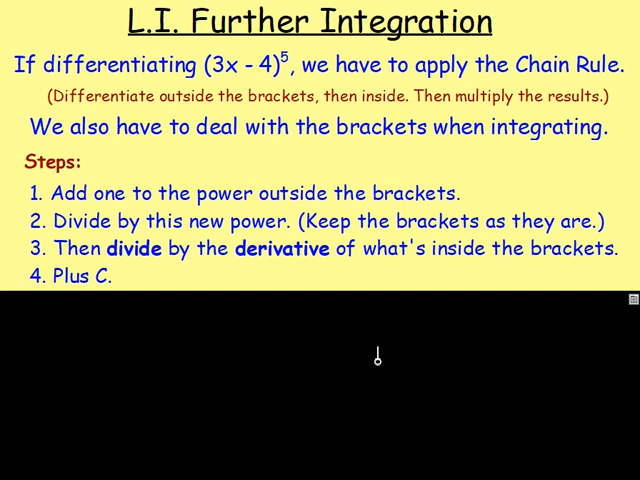 L.I. Further Integration
If differentiating (3x - 4)⁵, we have to apply the Chain Rule.
(Differentiate outside the brackets, then inside. Then multiply the results.)
We also have to deal with the brackets when integrating.
Steps:
1. Add one to the power outside the brackets.
2. Divide by this new power. (Keep the brackets as they are.)
3. Then divide by the derivative of what's inside the brackets.
4. Plus C.